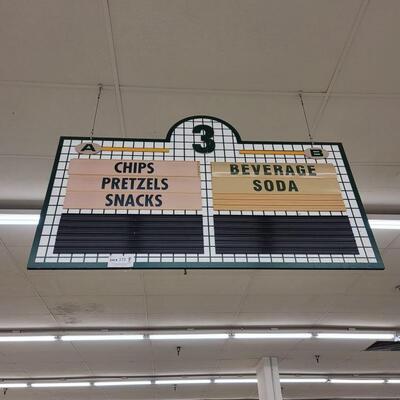 3
A
B
CHIPS
PRETZELS
SNACKS
BEVERAGE
SODA